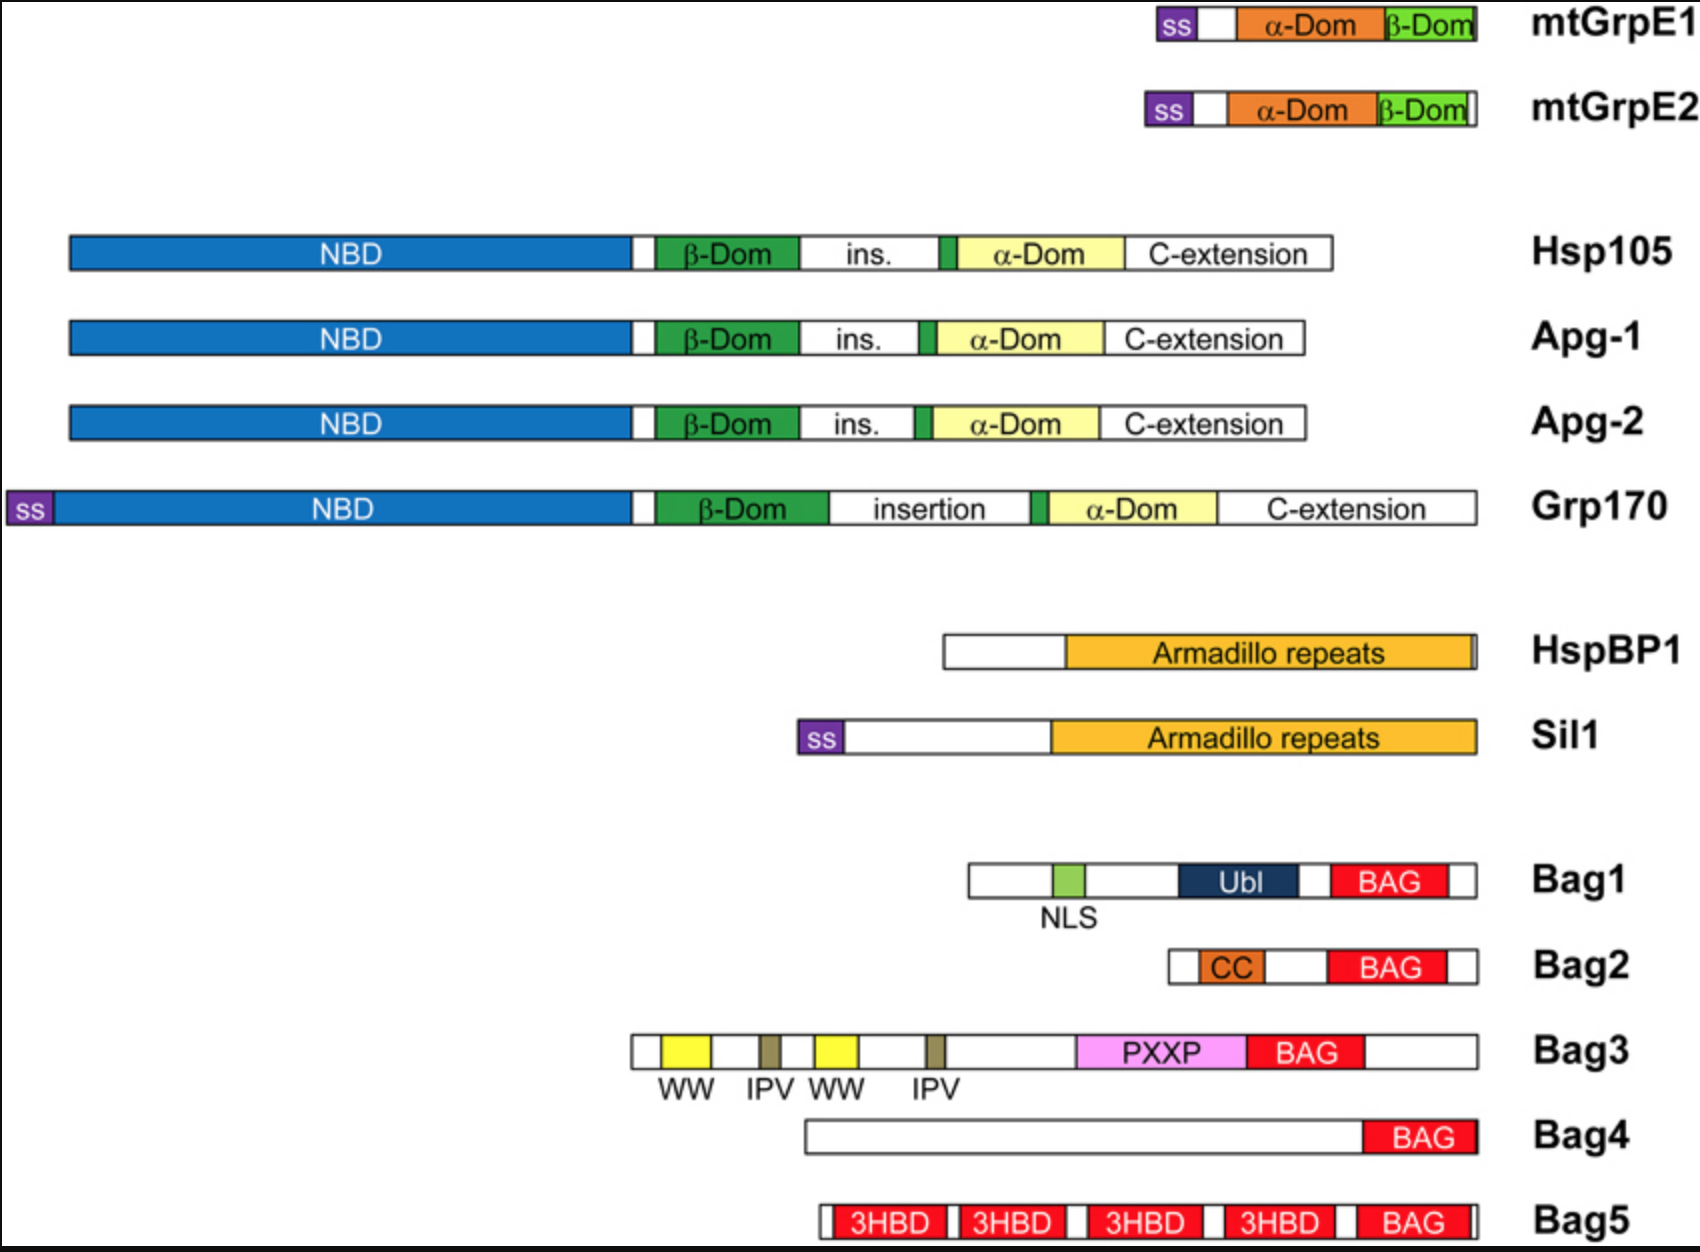 ss α-Dom β-Dom mtGrpE1
ss α-Dom β-Dom mtGrpE2
NBD β-Dom ins. α-Dom C-extension Hsp105
NBD β-Dom ins. α-Dom C-extension Apg-1
NBD β-Dom ins. α-Dom C-extension Apg-2
ss NBD β-Dom insertion α-Dom C-extension Grp170
Armadillo repeats HspBP1
ss Armadillo repeats Sil1
Ubl BAG Bag1
NLS
CC BAG Bag2
PXXP BAG Bag3
WW IPV WW IPV
BAG Bag4
3HBD 3HBD 3HBD 3HBD BAG Bag5